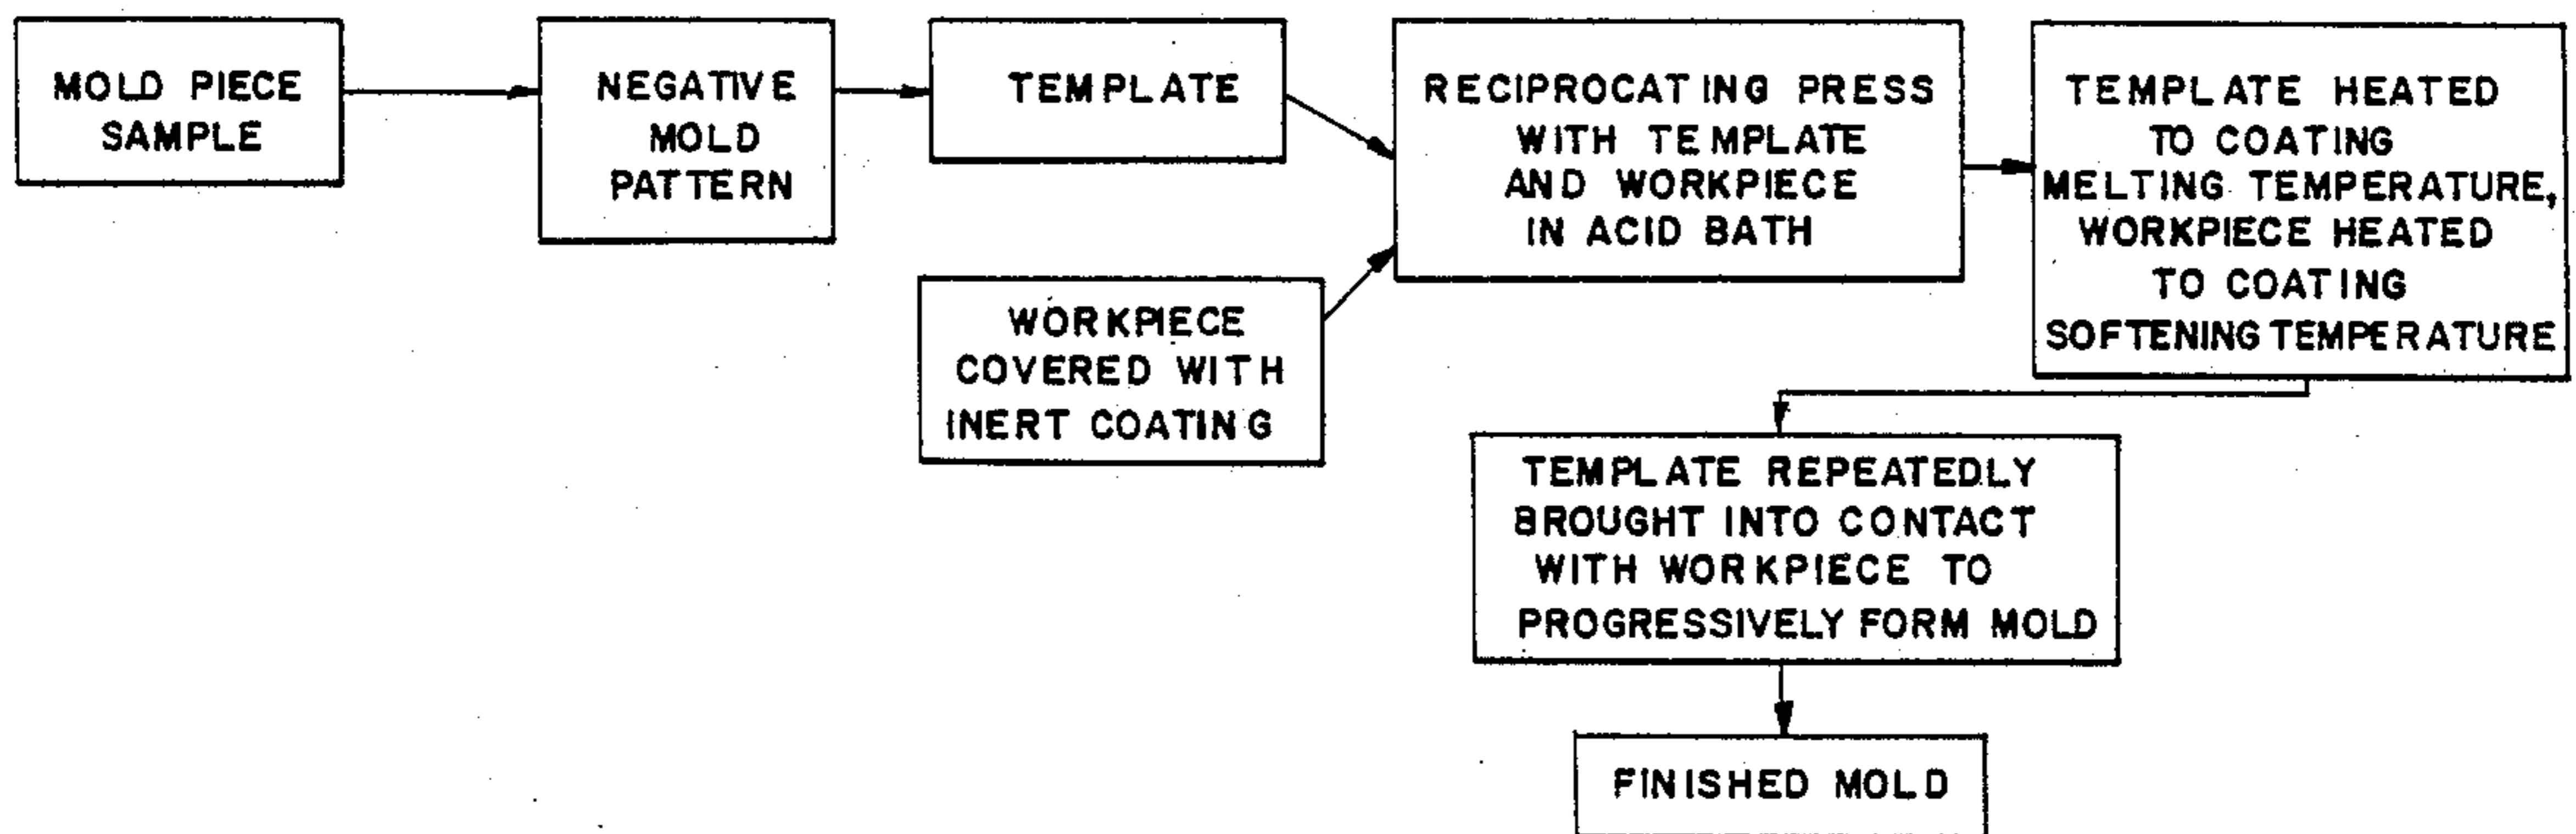 MOLD PIECE
SAMPLE
NEGATIVE
MOLD
PATTERN
TEMPLATE
WORKPIECE
COVERED WITH
INERT COATING
RECIPROCATING PRESS
WITH TEMPLATE
AND WORKPIECE
IN ACID BATH
TEMPLATE HEATED
TO COATING
MELTING TEMPERATURE,
WORKPIECE HEATED
TO COATING
SOFTENING TEMPERATURE
TEMPLATE REPEATEDLY
BROUGHT INTO CONTACT
WITH WORKPIECE TO
PROGRESSIVELY FORM MOLD
FINISHED MOLD